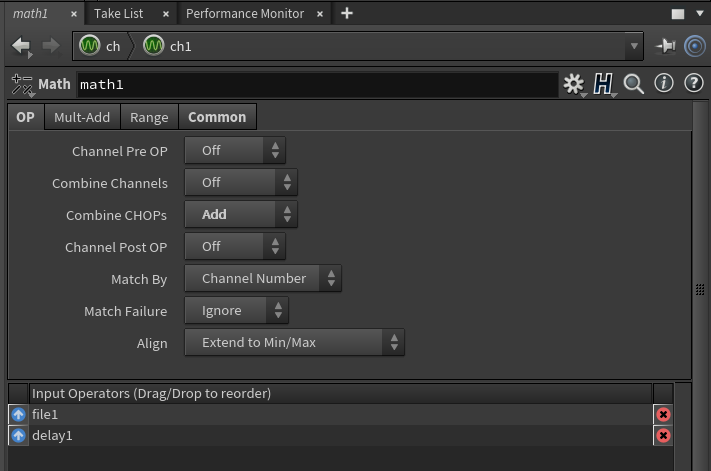 math1 × Take List × Performance Monitor × +
ch ch1
Math math1
OP Mult-Add Range Common
Channel Pre OP Off
Combine Channels Off
Combine CHOPs Add
Channel Post OP Off
Match By Channel Number
Match Failure Ignore
Align Extend to Min/Max
Input Operators (Drag/Drop to reorder)
file1
delay1